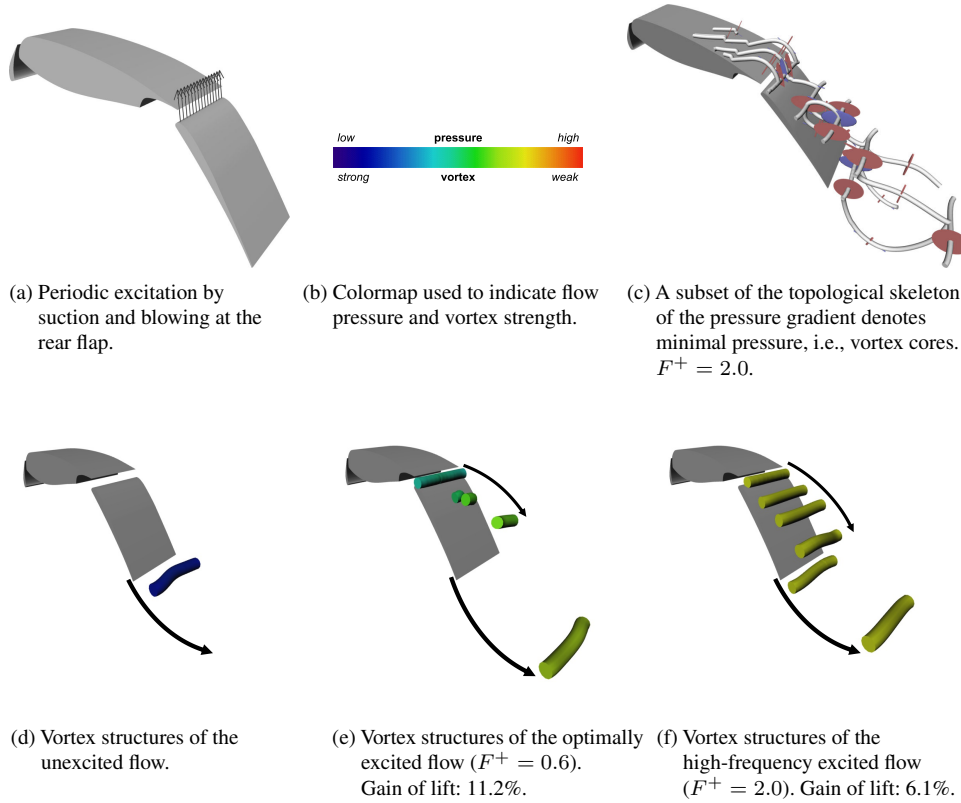 low pressure high
strong vortex weak
(a) Periodic excitation by
suction and blowing at the
rear flap.
(b) Colormap used to indicate flow
pressure and vortex strength.
(c) A subset of the topological skeleton
of the pressure gradient denotes
minimal pressure, i.e., vortex cores.
F⁺ = 2.0.
(d) Vortex structures of the
unexcited flow.
(e) Vortex structures of the optimally
excited flow (F⁺ = 0.6).
Gain of lift: 11.2%.
(f) Vortex structures of the
high-frequency excited flow
(F⁺ = 2.0). Gain of lift: 6.1%.